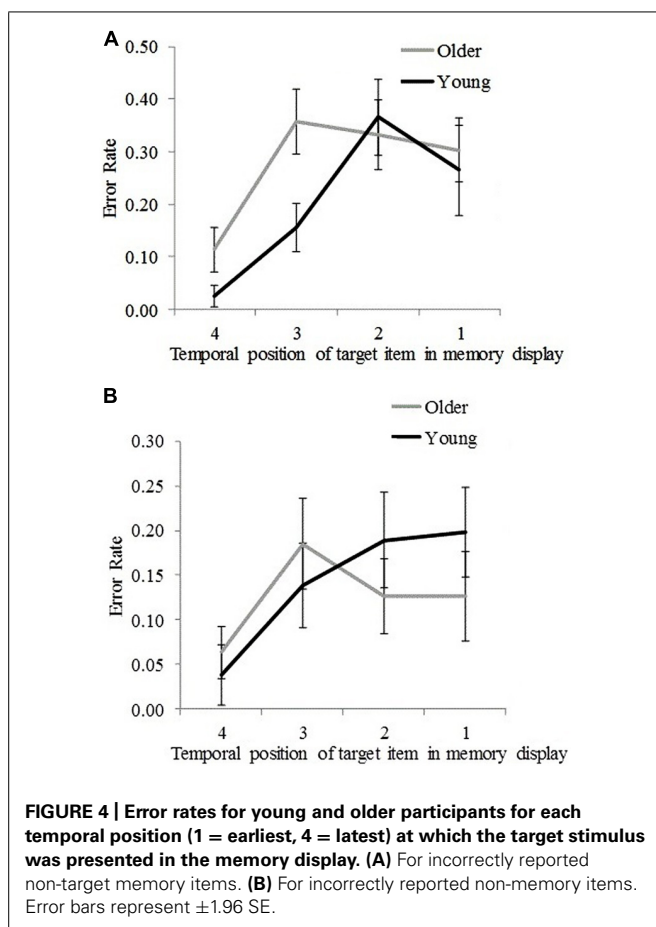 A
0.50
0.40
0.30
0.20
0.10
0.00
Error Rate
Older
Young
4 3 2 1
Temporal position of target item in memory display
B
Older
Young
0.30
0.25
0.20
0.15
0.10
0.05
0.00
Error Rate
4 3 2 1
Temporal position of target item in memory display
FIGURE 4 | Error rates for young and older participants for each
temporal position (1 = earliest, 4 = latest) at which the target stimulus
was presented in the memory display. (A) For incorrectly reported
non-target memory items. (B) For incorrectly reported non-memory items.
Error bars represent ±1.96 SE.